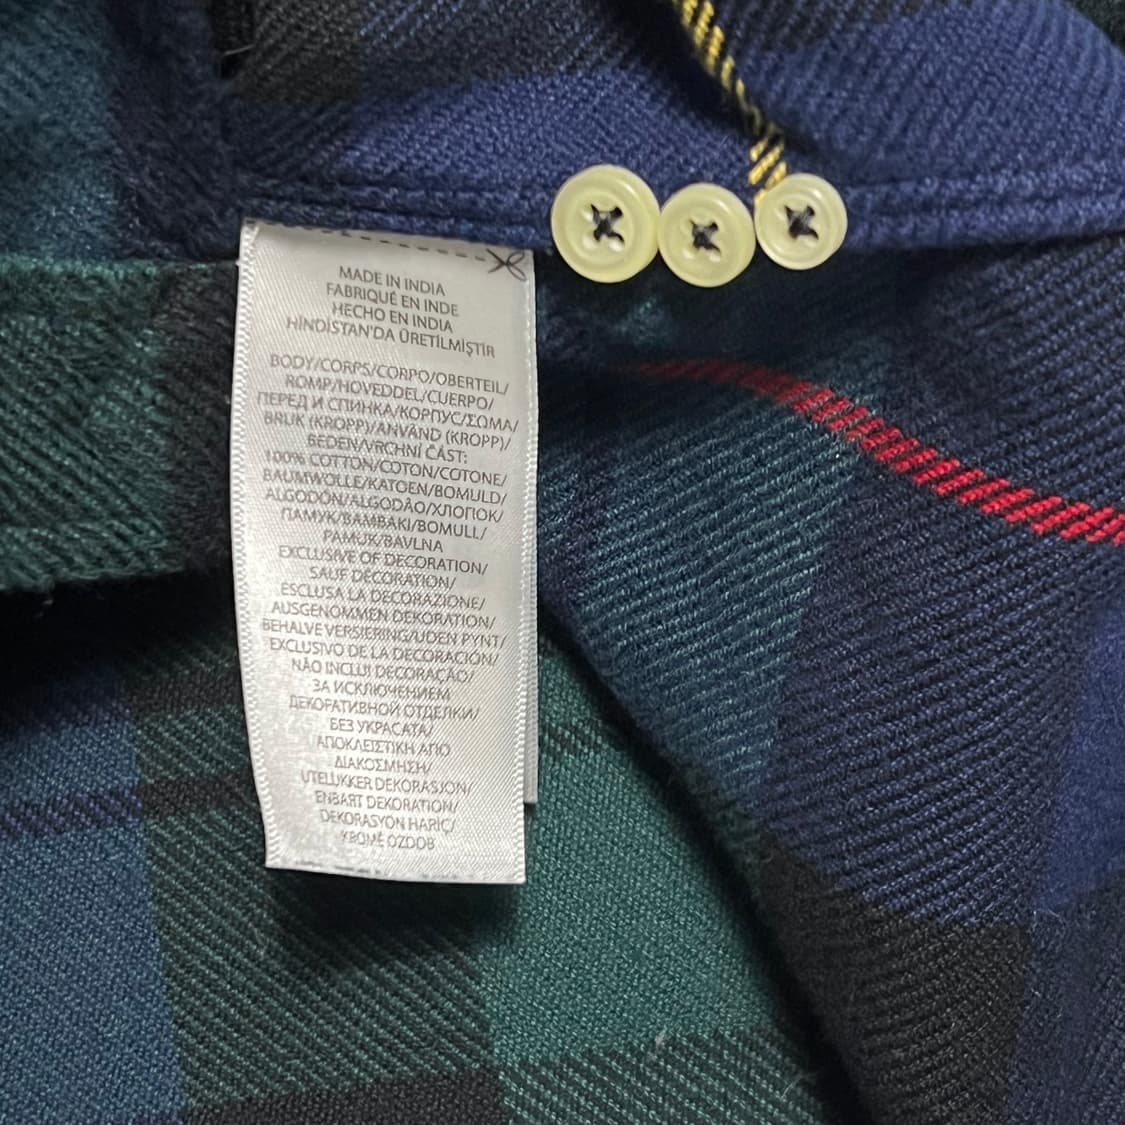 MADE IN INDIA
FABRIQUÉ EN INDE
HECHO EN INDIA
HİNDİSTAN'DA ÜRETİLMİŞTİR
BODY/CORPS/CORPO/OBERTEIL/
ROMP/HOVEDDEL/CUERPO/
ПЕРЕД И СПИНКА/КОРПУС/ΣΩΜΑ/
BRUK (KROPP)/ANVÄND (KROPP)/
BEDEN/VRCHNÍ ČÁST:
100% COTTON/COTON/COTONE/
BAUMWOLLE/KATOEN/BOMULD/
ALGODÓN/ALGODÃO/ХЛОПОК/
ПАМУК/ΒΑΜΒΑΚΙ/BOMULL/
PAMUK/BAVLNA
EXCLUSIVE OF DECORATION/
SAUF DÉCORATION/
ESCLUSA LA DECORAZIONE/
AUSGENOMMEN DEKORATION/
BEHALVE VERSIERING/UDEN PYNT/
EXCLUSIVO DE LA DECORACIÓN/
NÃO INCLUI DECORAÇÃO/
ЗА ИСКЛЮЧЕНИЕМ
ДЕКОРАТИВНОЙ ОТДЕЛКИ/
БЕЗ УКРАСАТА/
ΑΠΟΚΛΕΙΣΤΙΚΗ ΑΠΟ
ΔΙΑΚΟΣΜΗΣΗ/
UTELUKKER DEKORASJON/
ENBART DEKORATION/
DEKORASYON HARİÇ/
KROMĚ OZDOB